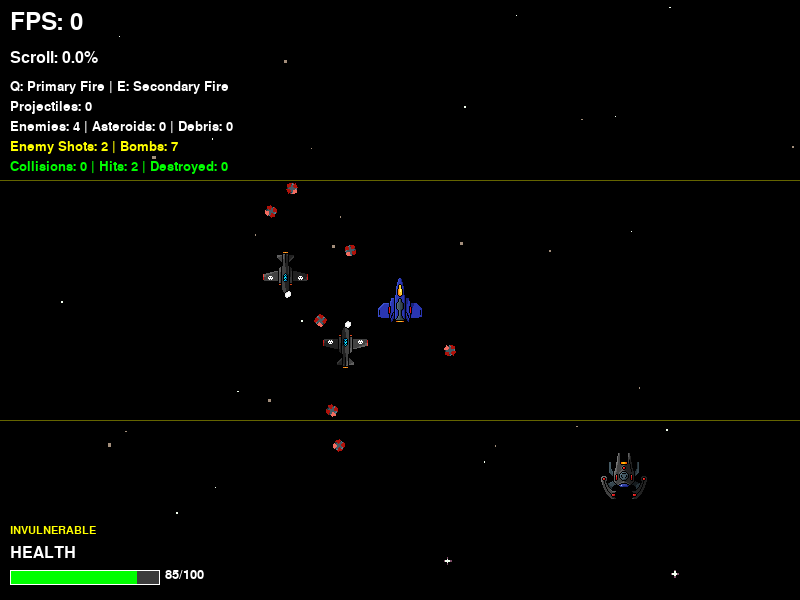 FPS: 0
Scroll: 0.0%
Q: Primary Fire | E: Secondary Fire
Projectiles: 0
Enemies: 4 | Asteroids: 0 | Debris: 0
Enemy Shots: 2 | Bombs: 7
Collisions: 0 | Hits: 2 | Destroyed: 0
INVULNERABLE
HEALTH
85/100